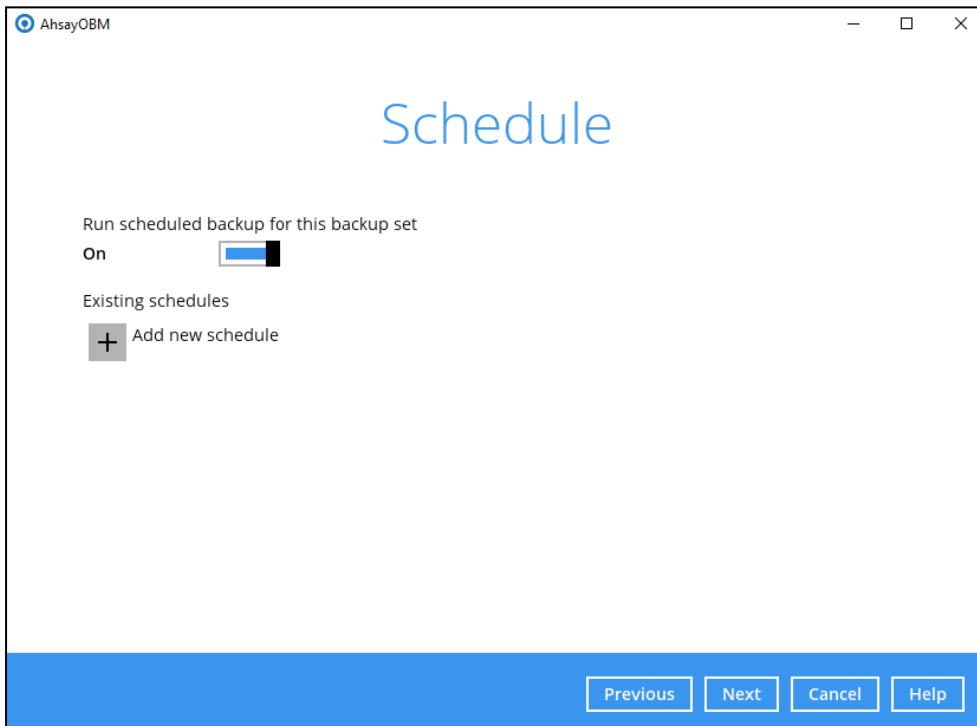 AhsayOBM
Schedule
Run scheduled backup for this backup set
On
Existing schedules
Add new schedule
Previous Next Cancel Help